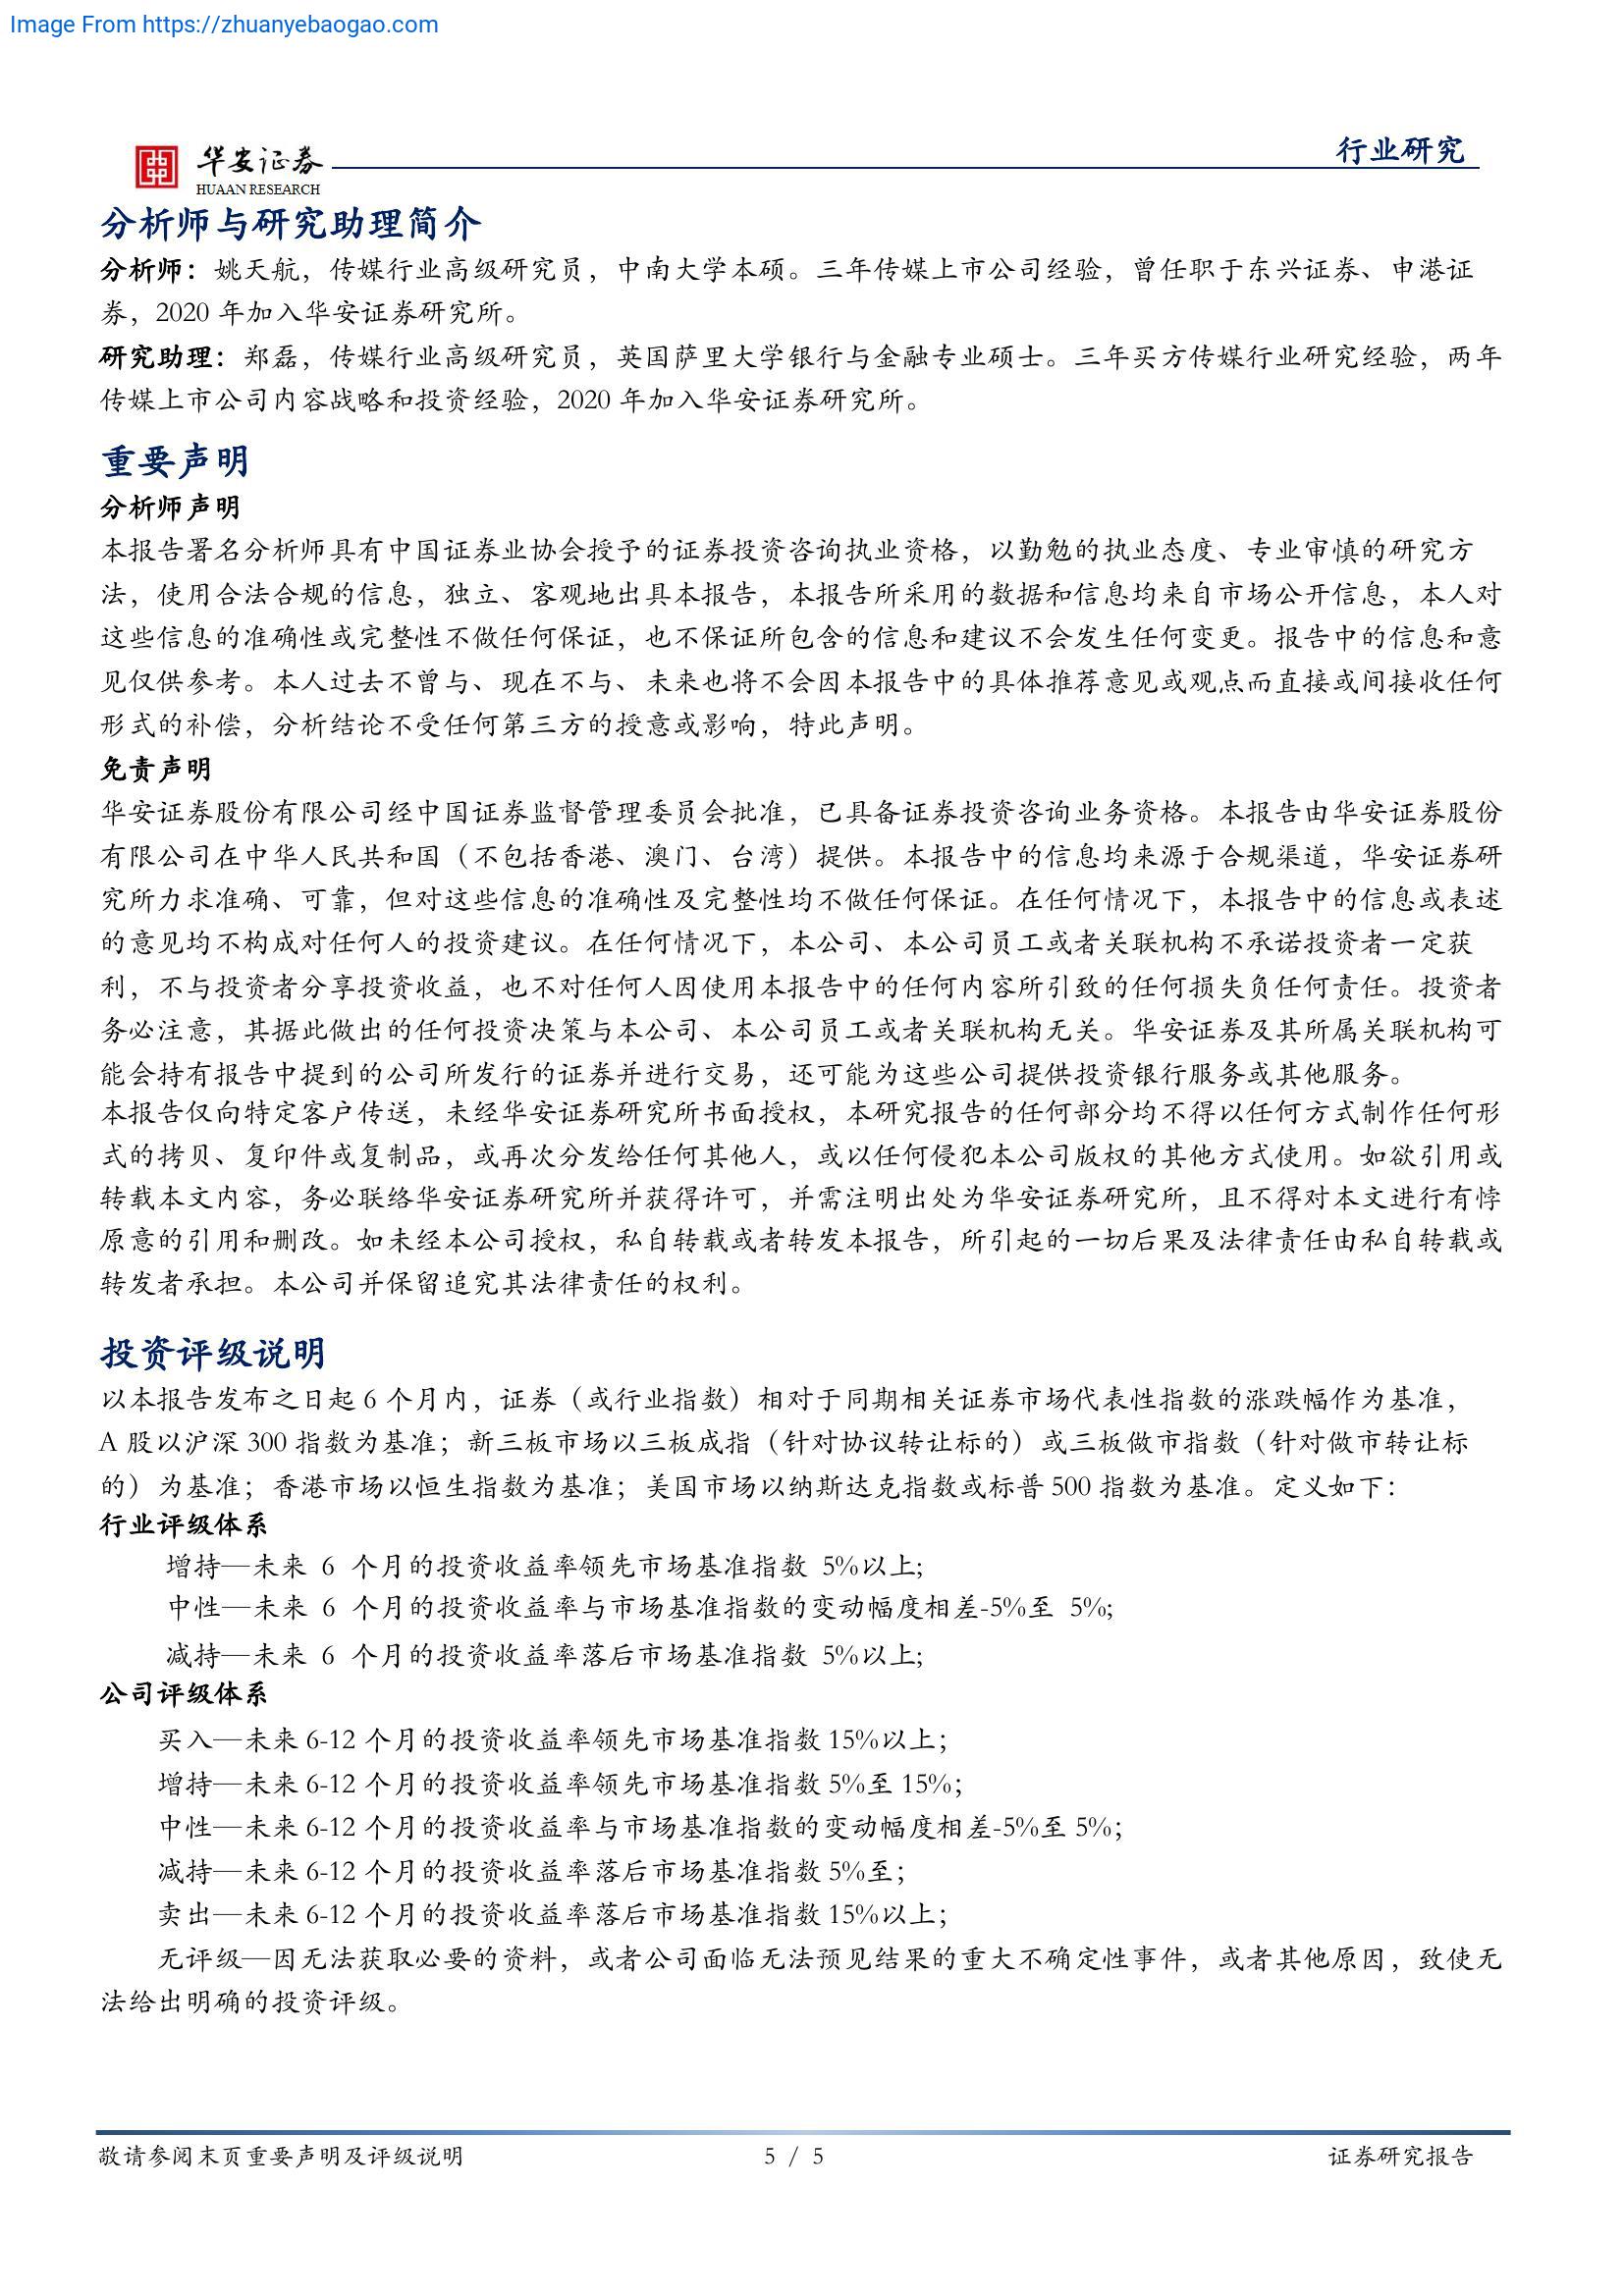 Image From https://zhuanyebaogao.com
华安证券
HUAAN RESEARCH
行业研究
分析师与研究助理简介
分析师：姚天航，传媒行业高级研究员，中南大学本硕。三年传媒上市公司经验，曾任职于东兴证券、申港证
券，2020 年加入华安证券研究所。
研究助理：郑磊，传媒行业高级研究员，英国萨里大学银行与金融专业硕士。三年买方传媒行业研究经验，两年
传媒上市公司内容战略和投资经验，2020 年加入华安证券研究所。
重要声明
分析师声明
本报告署名分析师具有中国证券业协会授予的证券投资咨询执业资格，以勤勉的执业态度、专业审慎的研究方
法，使用合法合规的信息，独立、客观地出具本报告，本报告所采用的数据和信息均来自市场公开信息，本人对
这些信息的准确性或完整性不做任何保证，也不保证所包含的信息和建议不会发生任何变更。报告中的信息和意
见仅供参考。本人过去不曾与、现在不与、未来也将不会因本报告中的具体推荐意见或观点而直接或间接收任何
形式的补偿，分析结论不受任何第三方的授意或影响，特此声明。
免责声明
华安证券股份有限公司经中国证券监督管理委员会批准，已具备证券投资咨询业务资格。本报告由华安证券股份
有限公司在中华人民共和国（不包括香港、澳门、台湾）提供。本报告中的信息均来源于合规渠道，华安证券研
究所力求准确、可靠，但对这些信息的准确性及完整性均不做任何保证。在任何情况下，本报告中的信息或表述
的意见均不构成对任何人的投资建议。在任何情况下，本公司、本公司员工或者关联机构不承诺投资者一定获
利，不与投资者分享投资收益，也不对任何人因使用本报告中的任何内容所引致的任何损失负任何责任。投资者
务必注意，其据此做出的任何投资决策与本公司、本公司员工或者关联机构无关。华安证券及其所属关联机构可
能会持有报告中提到的公司所发行的证券并进行交易，还可能为这些公司提供投资银行服务或其他服务。
本报告仅向特定客户传送，未经华安证券研究所书面授权，本研究报告的任何部分均不得以任何方式制作任何形
式的拷贝、复印件或复制品，或再次分发给任何其他人，或以任何侵犯本公司版权的其他方式使用。如欲引用或
转载本文内容，务必联络华安证券研究所并获得许可，并需注明出处为华安证券研究所，且不得对本文进行有悖
原意的引用和删改。如未经本公司授权，私自转载或者转发本报告，所引起的一切后果及法律责任由私自转载或
转发者承担。本公司并保留追究其法律责任的权利。
投资评级说明
以本报告发布之日起 6 个月内，证券（或行业指数）相对于同期相关证券市场代表性指数的涨跌幅作为基准，
A 股以沪深 300 指数为基准；新三板市场以三板成指（针对协议转让标的）或三板做市指数（针对做市转让标
的）为基准；香港市场以恒生指数为基准；美国市场以纳斯达克指数或标普 500 指数为基准。定义如下：
行业评级体系
增持—未来 6 个月的投资收益率领先市场基准指数 5%以上;
中性—未来 6 个月的投资收益率与市场基准指数的变动幅度相差-5%至 5%;
减持—未来 6 个月的投资收益率落后市场基准指数 5%以上;
公司评级体系
买入—未来 6-12 个月的投资收益率领先市场基准指数 15%以上；
增持—未来 6-12 个月的投资收益率领先市场基准指数 5%至 15%；
中性—未来 6-12 个月的投资收益率与市场基准指数的变动幅度相差-5%至 5%；
减持—未来 6-12 个月的投资收益率落后市场基准指数 5%至；
卖出—未来 6-12 个月的投资收益率落后市场基准指数 15%以上；
无评级—因无法获取必要的资料，或者公司面临无法预见结果的重大不确定性事件，或者其他原因，致使无
法给出明确的投资评级。
敬请参阅末页重要声明及评级说明
5 / 5
证券研究报告